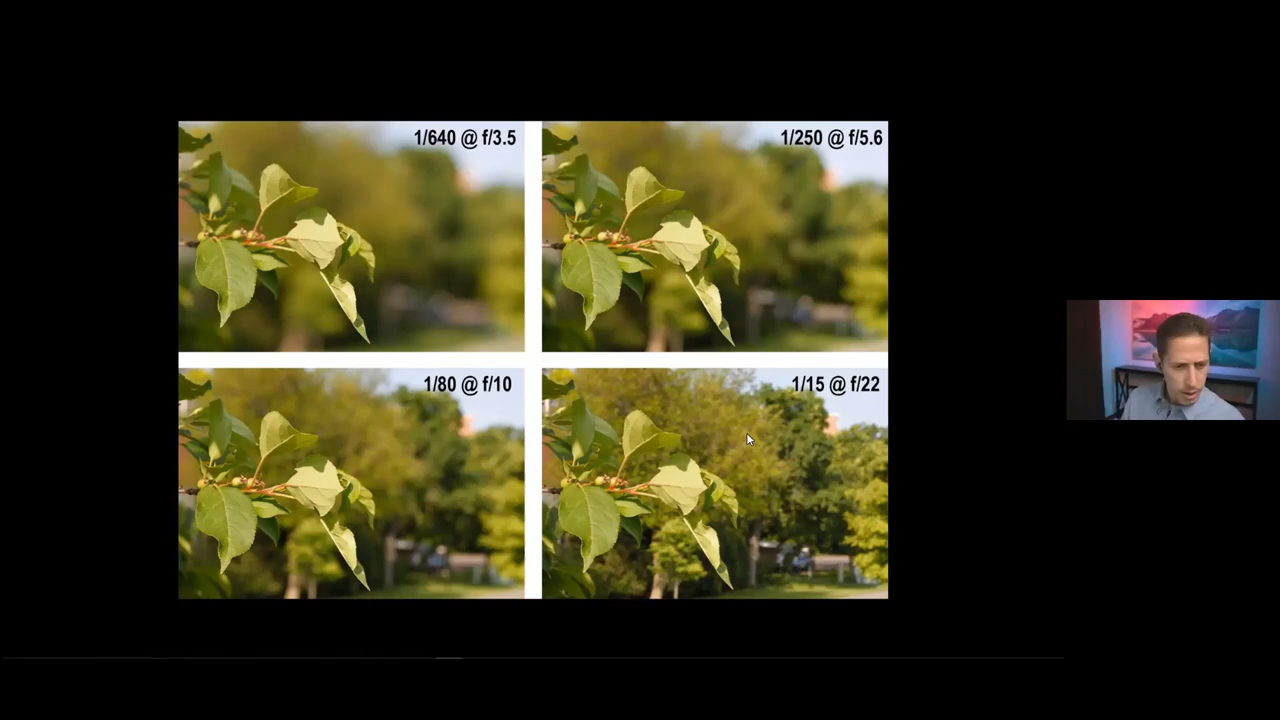 1/640 @ f/3.5
1/250 @ f/5.6
1/80 @ f/10
1/15 @ f/22